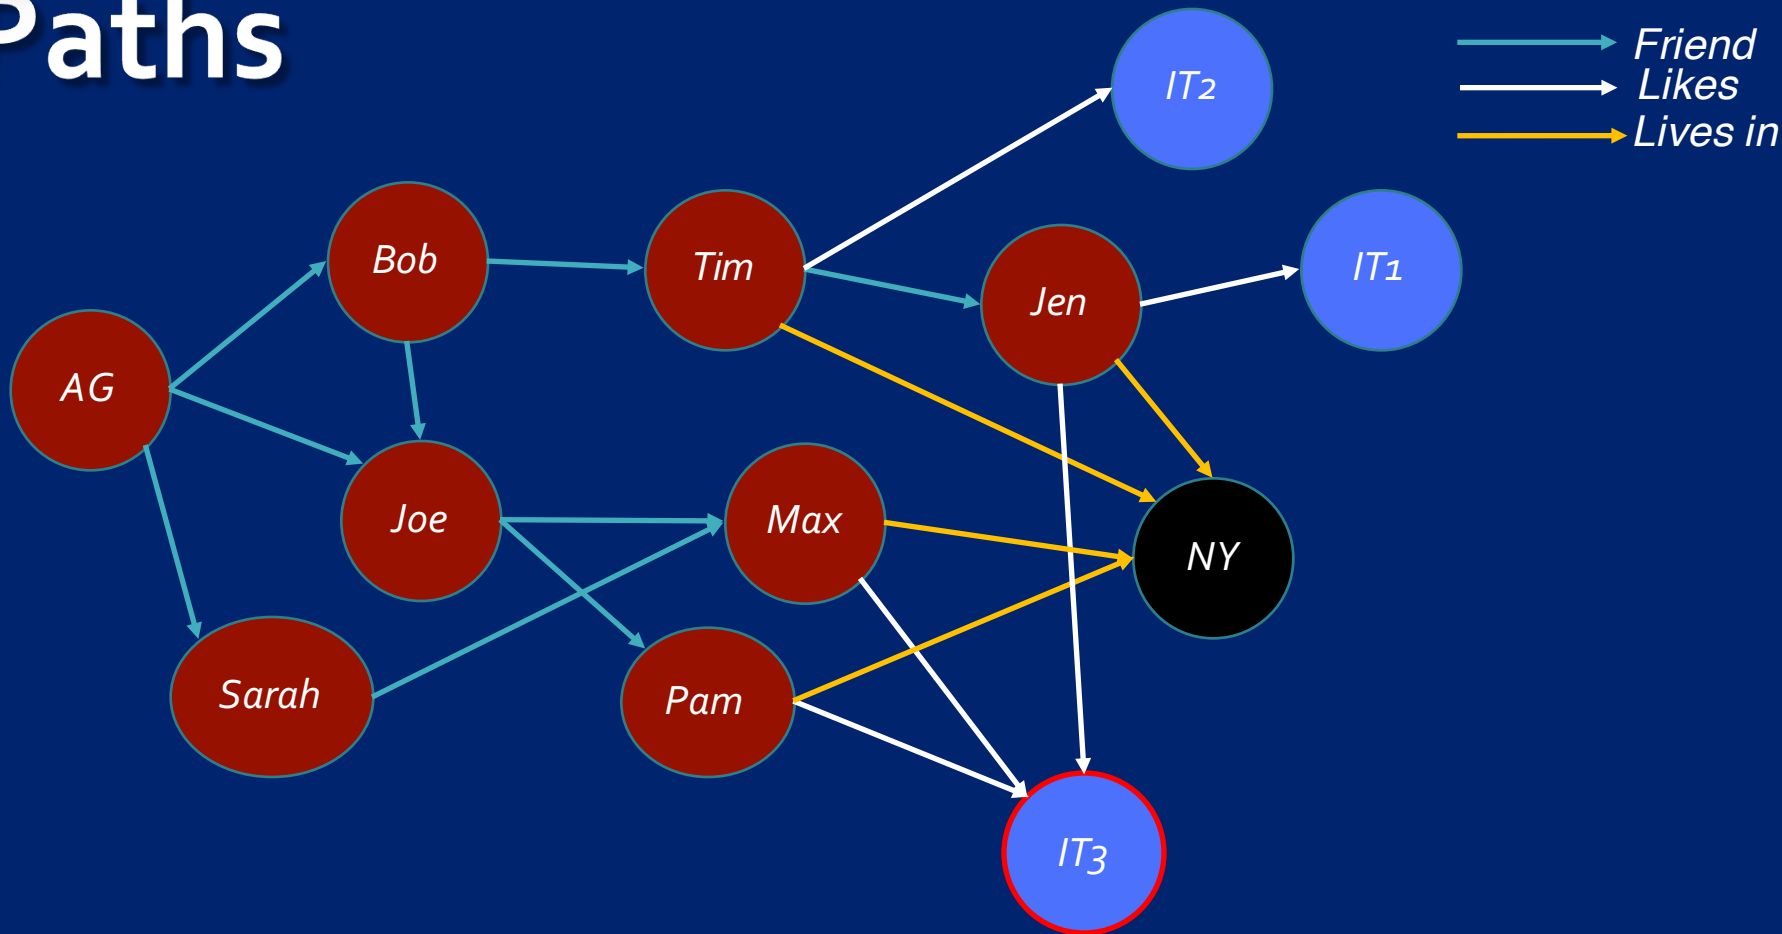 Paths
Friend
Likes
Lives in
IT2
Bob
Tim
Jen
IT1
AG
Joe
Max
NY
Sarah
Pam
IT3